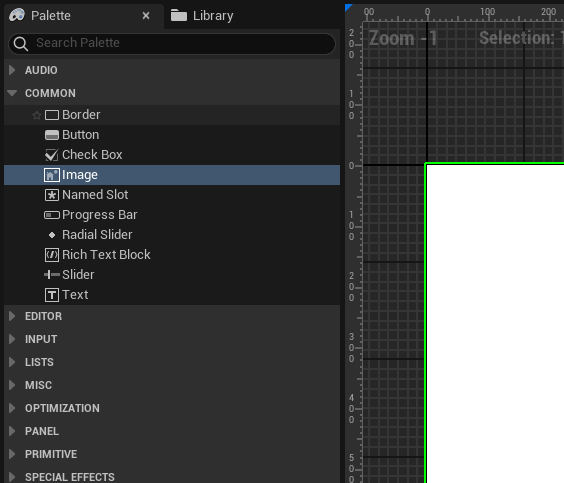 Palette
Library
Search Palette
AUDIO
COMMON
Border
Button
Check Box
Image
Named Slot
Progress Bar
Radial Slider
Rich Text Block
Slider
Text
EDITOR
INPUT
LISTS
MISC
OPTIMIZATION
PANEL
PRIMITIVE
SPECIAL EFFECTS
00 0 100 200
Zoom -1 Selection: 1
200
100
0
100
200
300
400
500